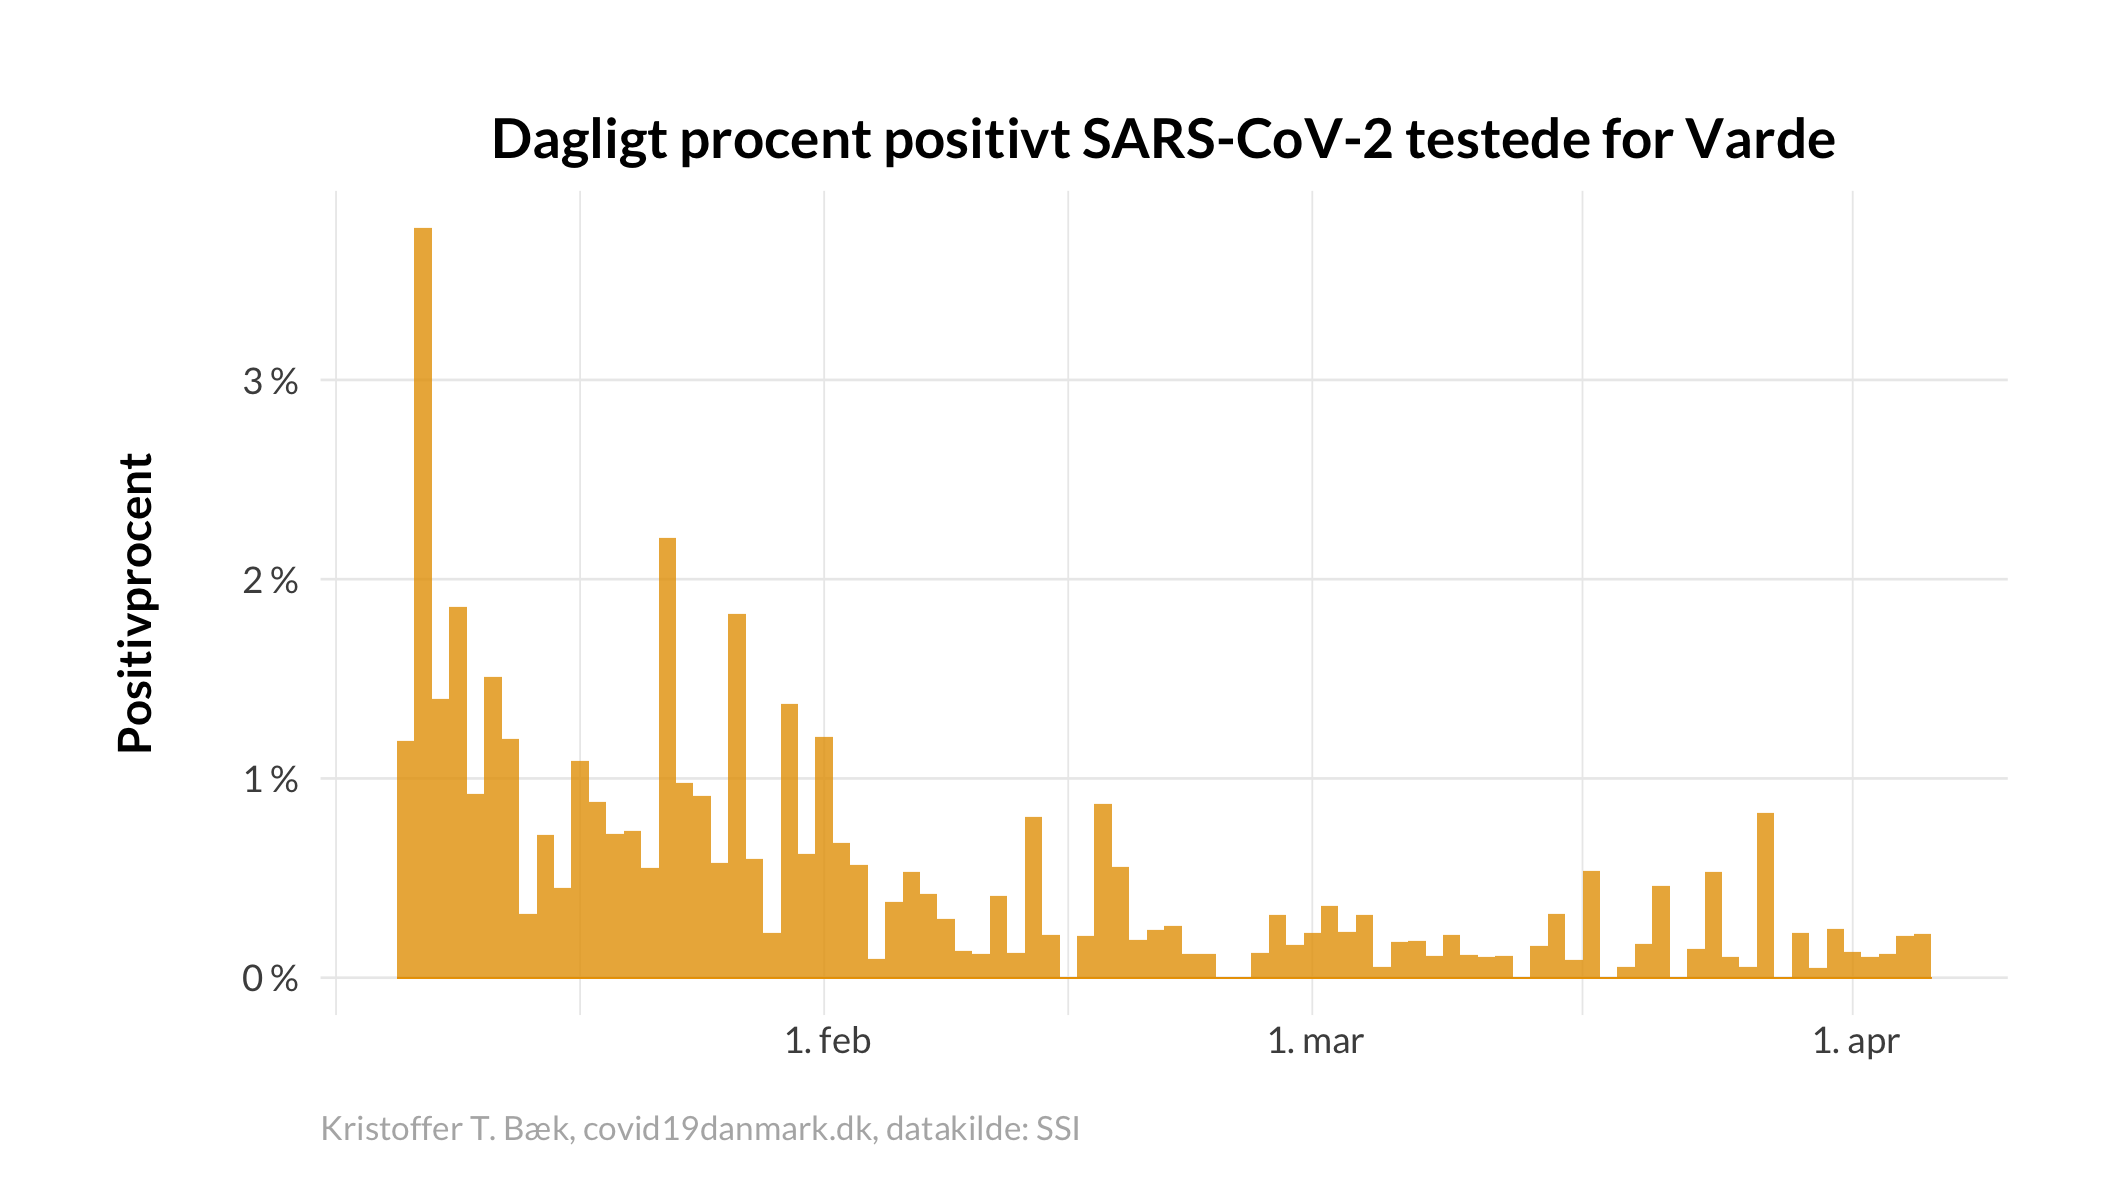 Dagligt procent positivt SARS-CoV-2 testede for Varde
Positivprocent
3 %
2 %
1 %
0 %
1. feb
1. mar
1. apr
Kristoffer T. Bæk, covid19danmark.dk, datakilde: SSI